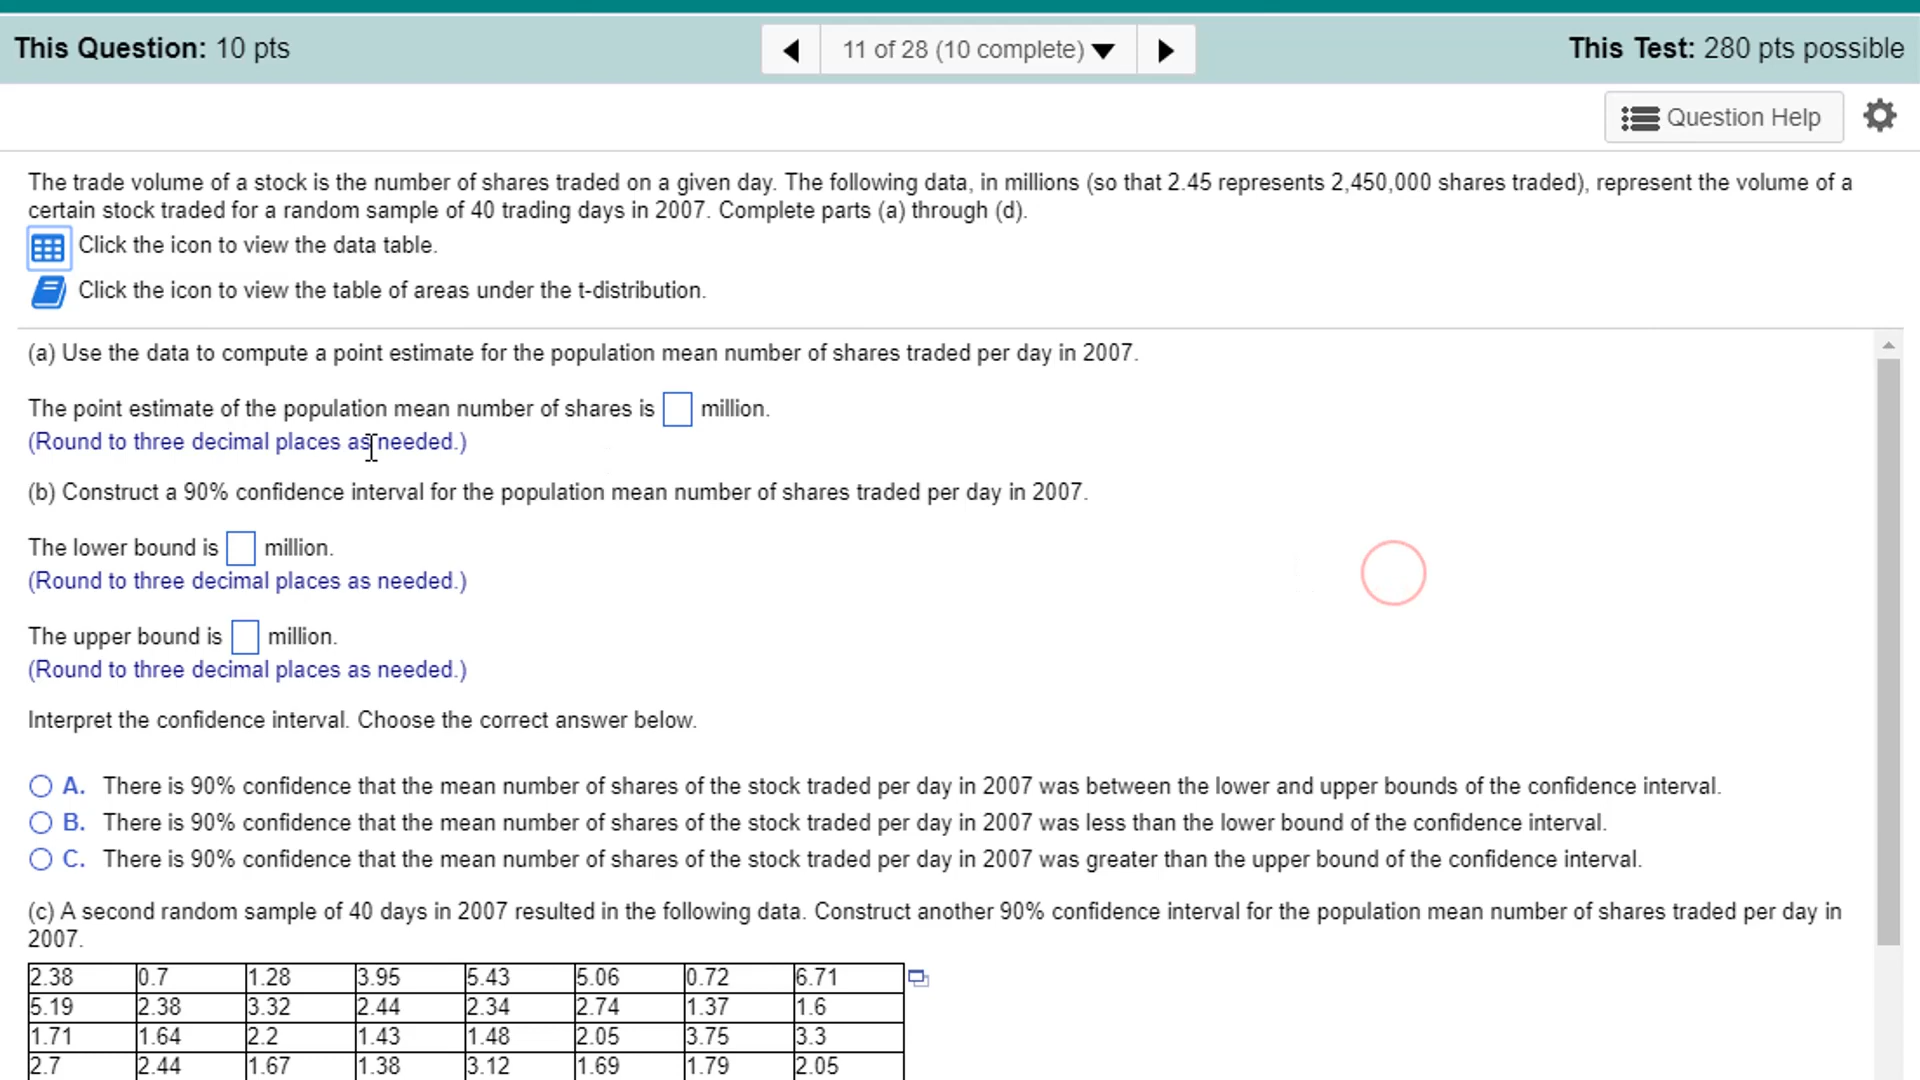 This Question: 10 pts
11 of 28 (10 complete)
This Test: 280 pts possible
Question Help
The trade volume of a stock is the number of shares traded on a given day. The following data, in millions (so that 2.45 represents 2,450,000 shares traded), represent the volume of a
certain stock traded for a random sample of 40 trading days in 2007. Complete parts (a) through (d).
Click the icon to view the data table.
Click the icon to view the table of areas under the t-distribution.
(a) Use the data to compute a point estimate for the population mean number of shares traded per day in 2007.
The point estimate of the population mean number of shares is million.
(Round to three decimal places as needed.)
(b) Construct a 90% confidence interval for the population mean number of shares traded per day in 2007.
The lower bound is million.
(Round to three decimal places as needed.)
The upper bound is million.
(Round to three decimal places as needed.)
Interpret the confidence interval. Choose the correct answer below.
A. There is 90% confidence that the mean number of shares of the stock traded per day in 2007 was between the lower and upper bounds of the confidence interval.
B. There is 90% confidence that the mean number of shares of the stock traded per day in 2007 was less than the lower bound of the confidence interval.
C. There is 90% confidence that the mean number of shares of the stock traded per day in 2007 was greater than the upper bound of the confidence interval.
(c) A second random sample of 40 days in 2007 resulted in the following data. Construct another 90% confidence interval for the population mean number of shares traded per day in
2007.
2.38 0.7 1.28 3.95 5.43 5.06 0.72 6.71
5.19 2.38 3.32 2.44 2.34 2.74 1.37 1.6
1.71 1.64 2.2 1.43 1.48 2.05 3.75 3.3
2.7 2.44 1.67 1.38 3.12 1.69 1.79 2.05